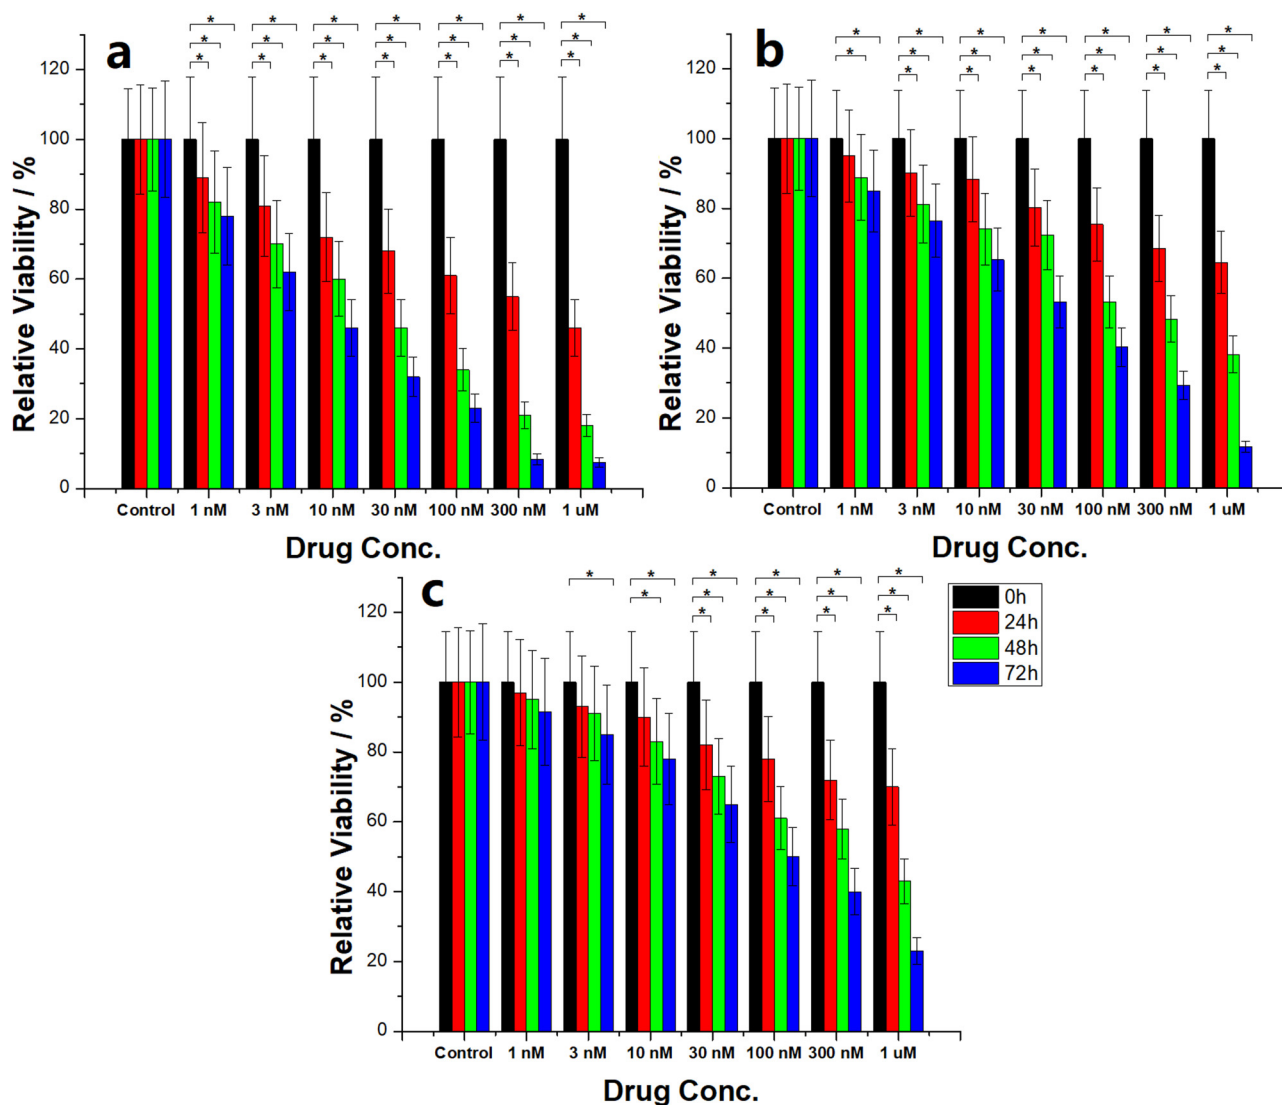 a
* * * * * * *
* * * * * * *
* * * * * * *
Relative Viability / %
120
100
80
60
40
20
0
Control 1 nM 3 nM 10 nM 30 nM 100 nM 300 nM 1 uM
Drug Conc.
b
* * * * * * *
* * * * * * *
* * * * * *
Relative Viability / %
120
100
80
60
40
20
0
Control 1 nM 3 nM 10 nM 30 nM 100 nM 300 nM 1 uM
Drug Conc.
c
* * * * * *
* * * * *
* * * *
Relative Viability / %
120
100
80
60
40
20
0
Control 1 nM 3 nM 10 nM 30 nM 100 nM 300 nM 1 uM
Drug Conc.
0h
24h
48h
72h